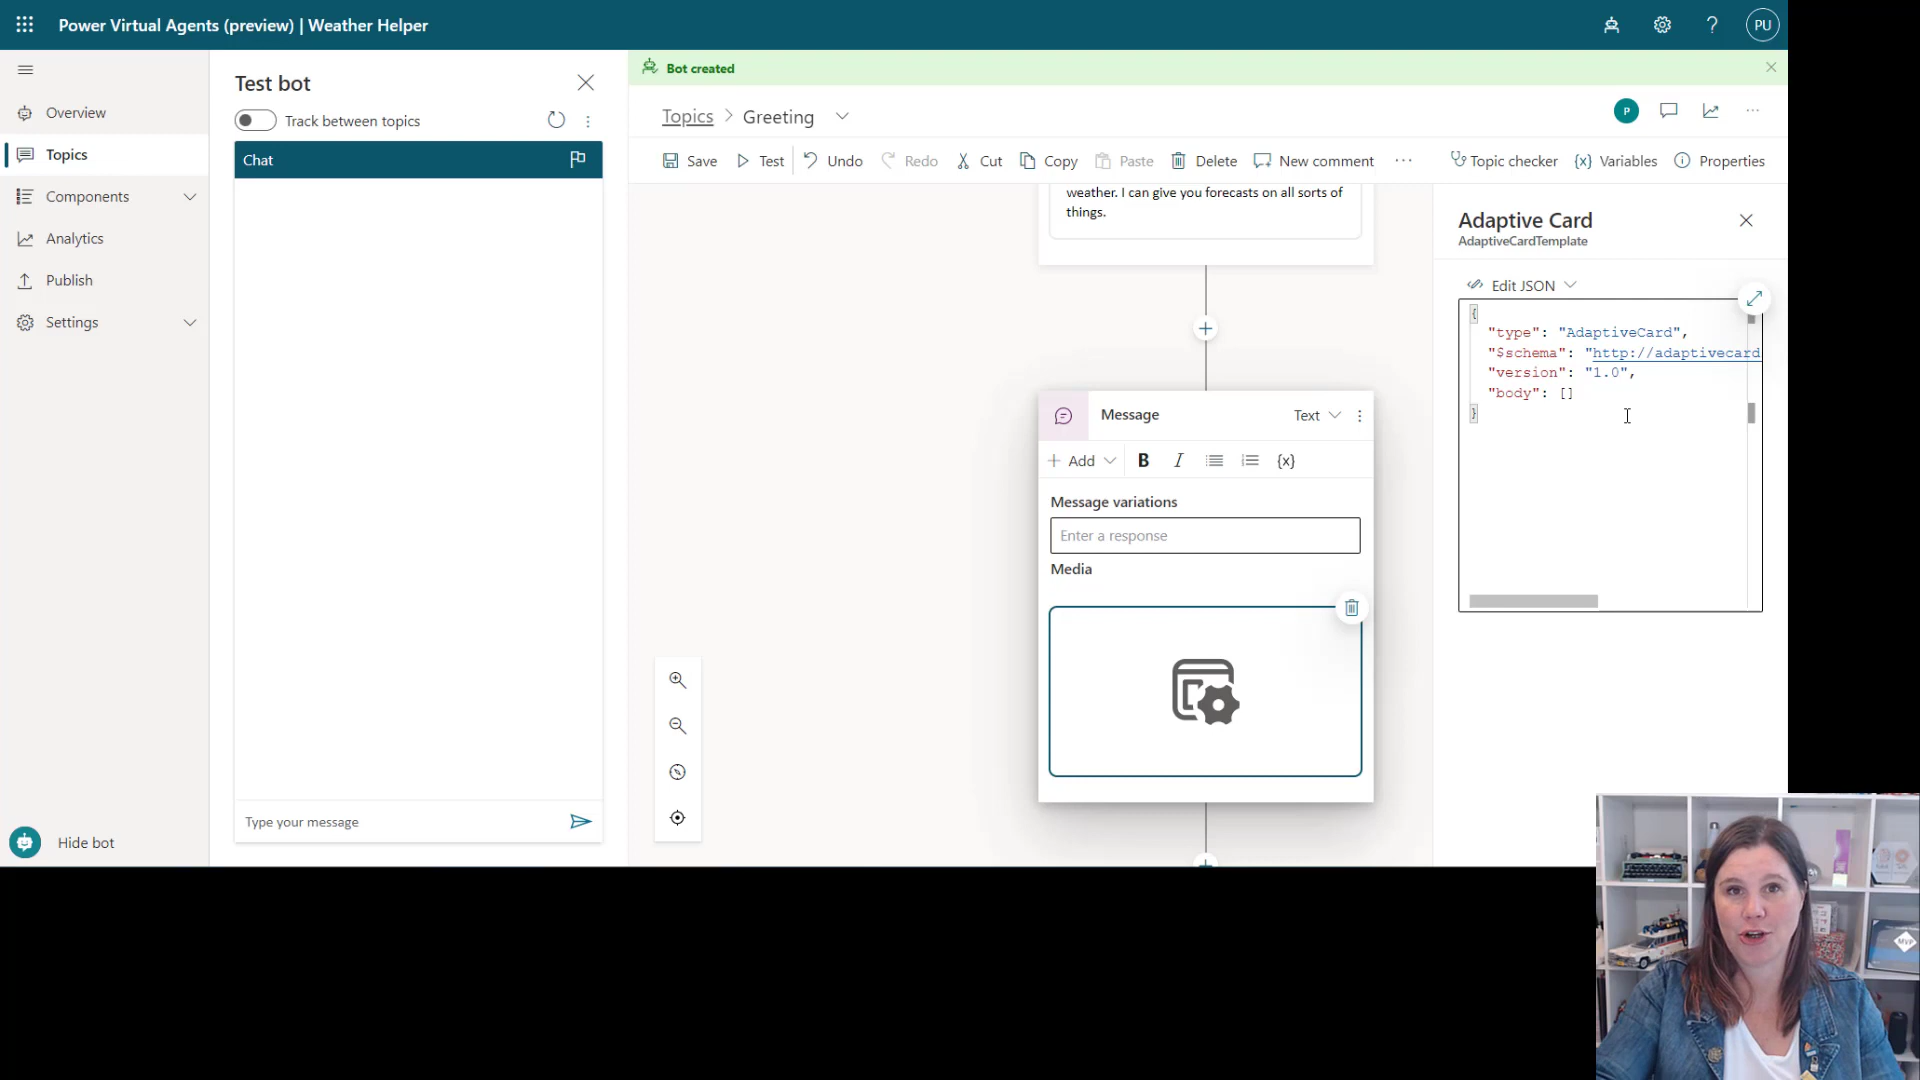 Power Virtual Agents (preview) | Weather Helper
PU
Overview
Topics
Components
Analytics
Publish
Settings
Hide bot
Test bot
Track between topics
Chat
Type your message
Bot created
Topics > Greeting
P
Save
Test
Undo
Redo
Cut
Copy
Paste
Delete
New comment
Topic checker
{x} Variables
Properties
weather. I can give you forecasts on all sorts of
things.
Message
Text
Add
B
I
{x}
Message variations
Enter a response
Media
Adaptive Card
AdaptiveCardTemplate
Edit JSON
{
"type": "AdaptiveCard",
"$schema": "http://adaptivecard
"version": "1.0",
"body": []
}
MVP